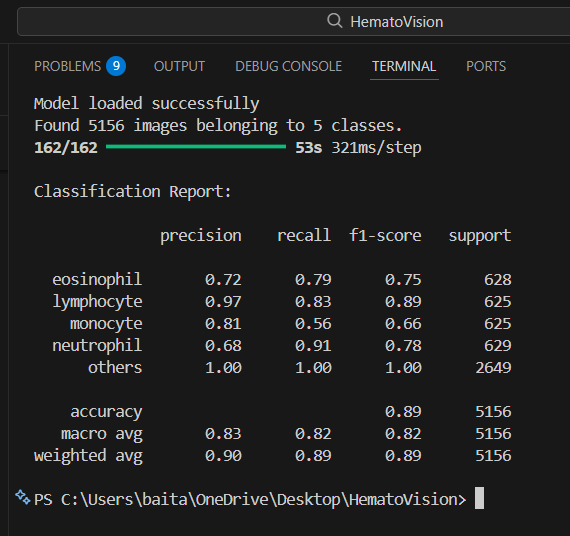 HematoVision
PROBLEMS 9 OUTPUT DEBUG CONSOLE TERMINAL PORTS
Model loaded successfully
Found 5156 images belonging to 5 classes.
162/162 53s 321ms/step
Classification Report:
precision recall f1-score support
eosinophil 0.72 0.79 0.75 628
lymphocyte 0.97 0.83 0.89 625
monocyte 0.81 0.56 0.66 625
neutrophil 0.68 0.91 0.78 629
others 1.00 1.00 1.00 2649
accuracy 0.89 5156
macro avg 0.83 0.82 0.82 5156
weighted avg 0.90 0.89 0.89 5156
PS C:\Users\baita\OneDrive\Desktop\HematoVision>